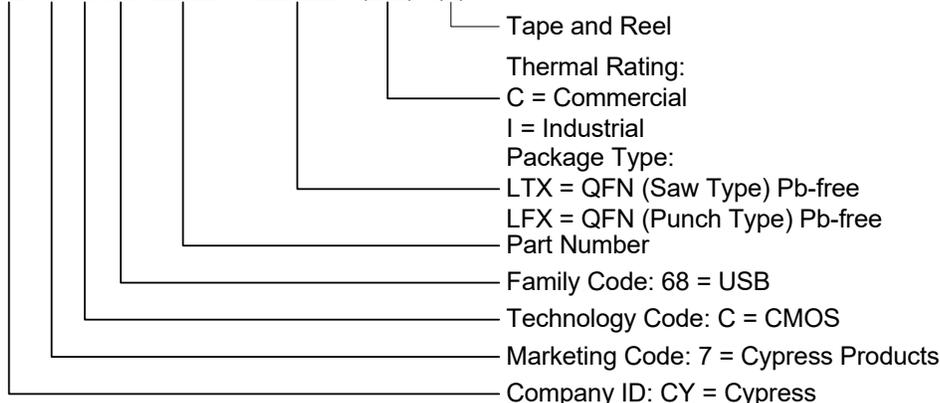 Tape and Reel
Thermal Rating:
C = Commercial
I = Industrial
Package Type:
LTX = QFN (Saw Type) Pb-free
LFX = QFN (Punch Type) Pb-free
Part Number
Family Code: 68 = USB
Technology Code: C = CMOS
Marketing Code: 7 = Cypress Products
Company ID: CY = Cypress